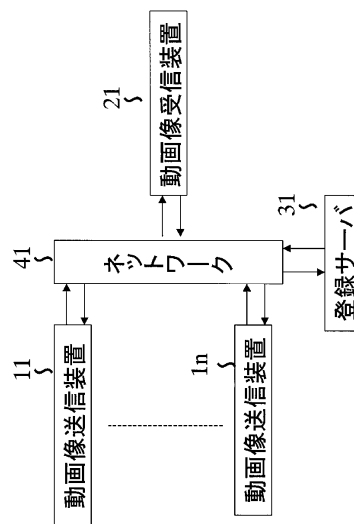 11
動画像送信装置
1n
動画像送信装置
41
ネットワーク
21
動画像受信装置
31
登録サーバ